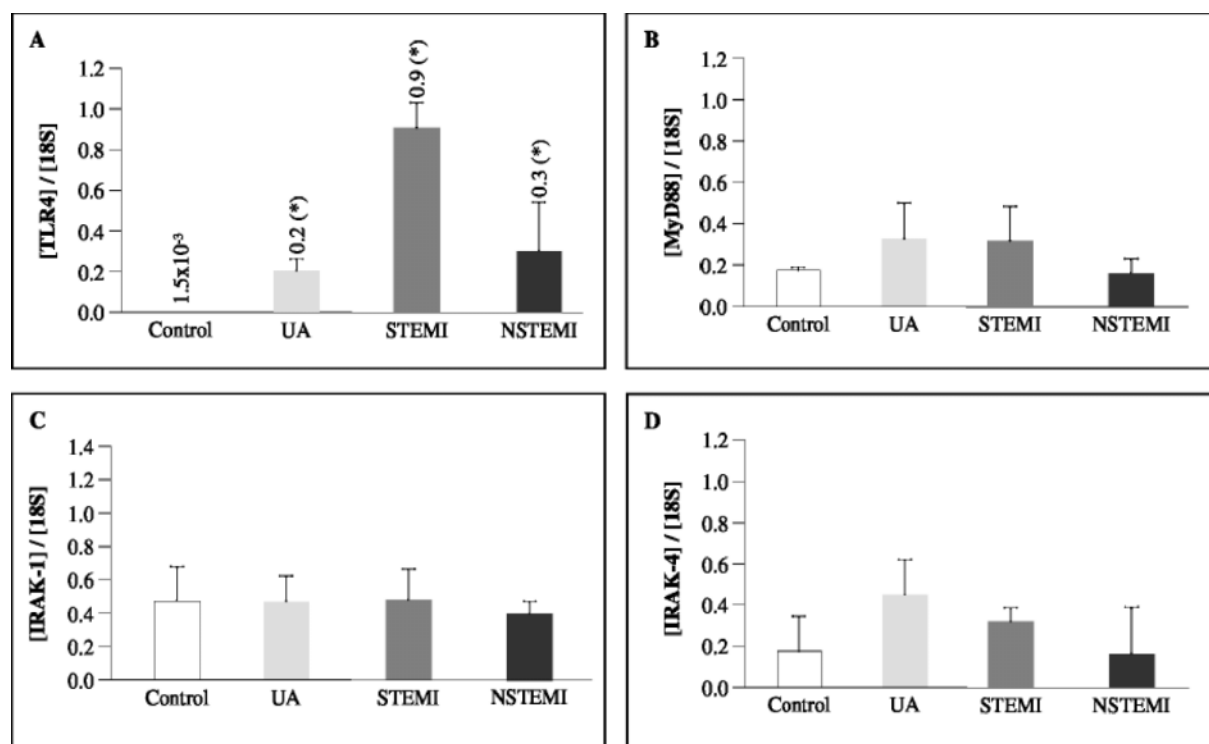 A
[TLR4] / [18S]
1.2
1.0
0.8
0.6
0.4
0.2
0.0
1.5x10⁻³
0.2 (*)
0.9 (*)
0.3 (*)
Control UA STEMI NSTEMI
B
[MyD88] / [18S]
1.2
1.0
0.8
0.6
0.4
0.2
0.0
Control UA STEMI NSTEMI
C
[IRAK-1] / [18S]
1.4
1.2
1.0
0.8
0.6
0.4
0.2
0.0
Control UA STEMI NSTEMI
D
[IRAK-4] / [18S]
1.2
1.0
0.8
0.6
0.4
0.2
0.0
Control UA STEMI NSTEMI